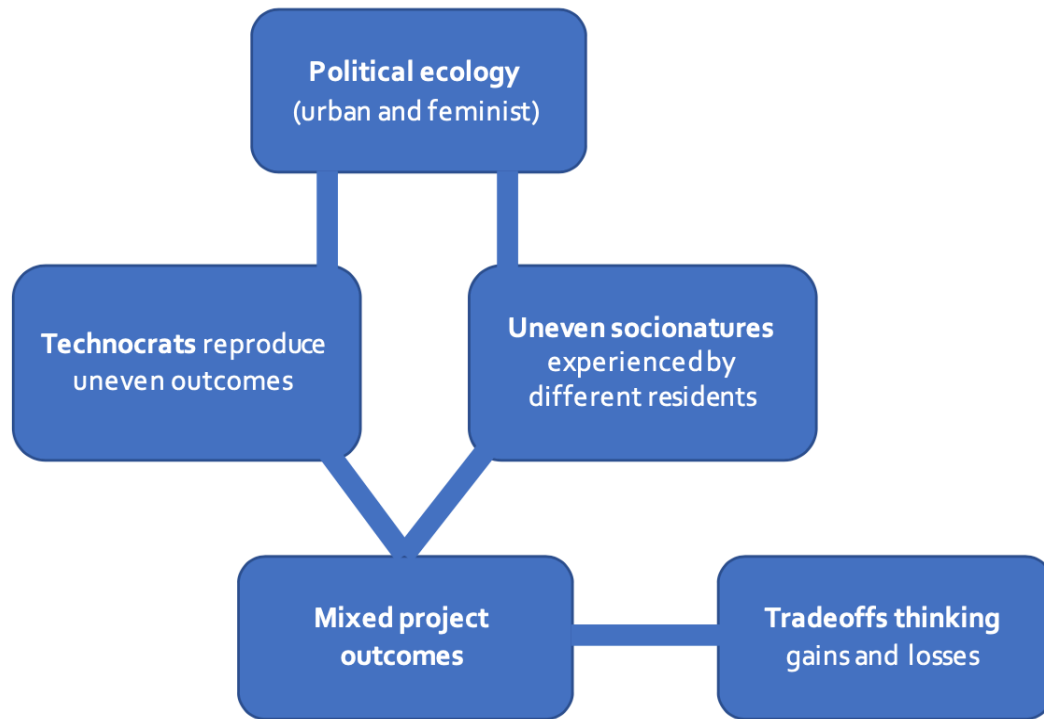 Political ecology
(urban and feminist)
Technocrats reproduce
uneven outcomes
Uneven socionatures
experienced by
different residents
Mixed project
outcomes
Tradeoffs thinking
gains and losses